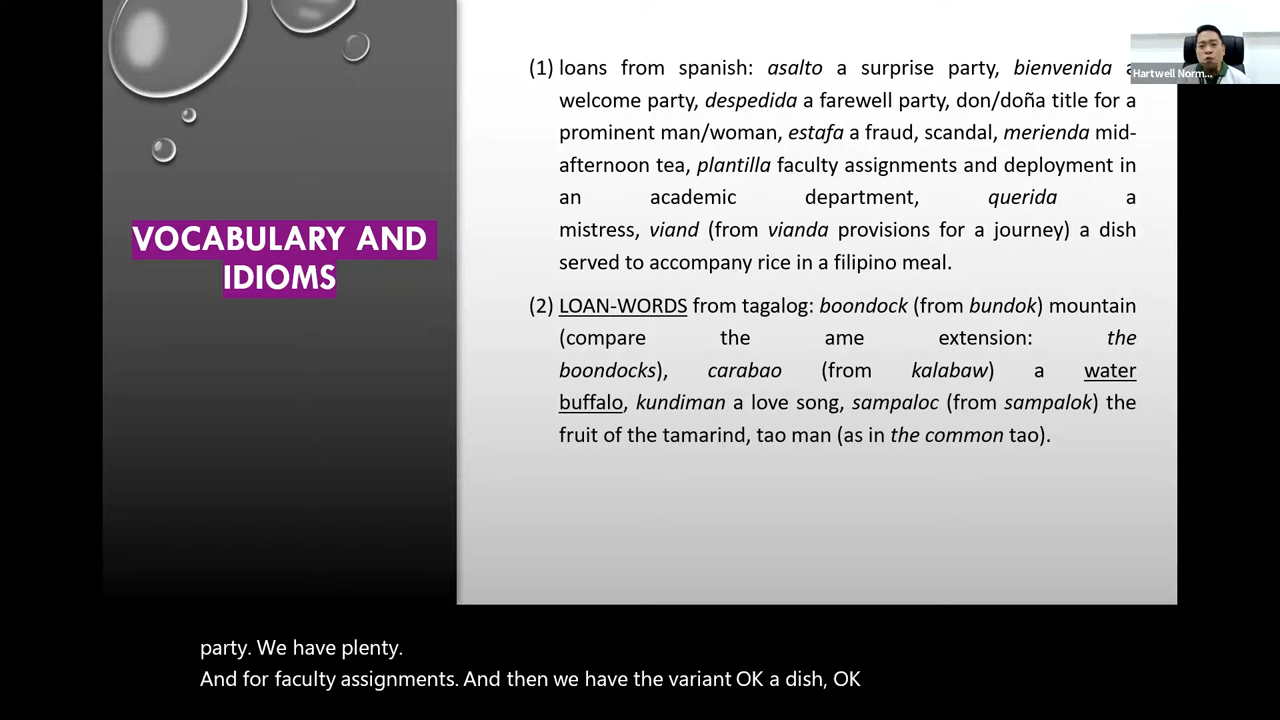 VOCABULARY AND
IDIOMS
(1) loans from spanish: asalto a surprise party, bienvenida a
welcome party, despedida a farewell party, don/doña title for a
prominent man/woman, estafa a fraud, scandal, merienda mid-
afternoon tea, plantilla faculty assignments and deployment in
an academic department, querida a
mistress, viand (from vianda provisions for a journey) a dish
served to accompany rice in a filipino meal.
(2) LOAN-WORDS from tagalog: boondock (from bundok) mountain
(compare the ame extension: the
boondocks), carabao (from kalabaw) a water
buffalo, kundiman a love song, sampaloc (from sampalok) the
fruit of the tamarind, tao man (as in the common tao).
Hartwell Norm...
party. We have plenty.
And for faculty assignments. And then we have the variant OK a dish, OK